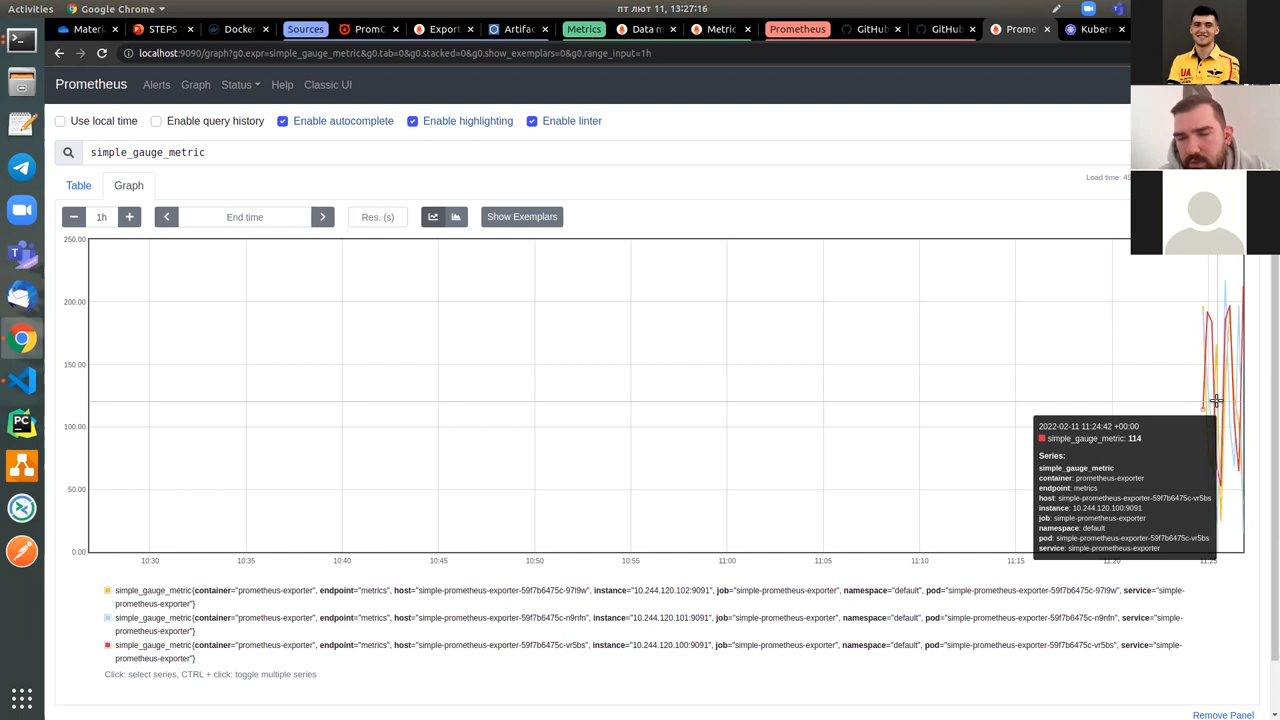 Активності
Google Chrome
пт лют 11, 13:27:16
Mater
STEPS
Docke
Sources
Prome
Expor
Artifac
Metrics
Data m
Metric
Prometheus
GitHub
GitHub
Prome
Kubern
localhost:9090/graph?g0.expr=simple_gauge_metric&g0.tab=0&g0.stacked=0&g0.show_exemplars=0&g0.range_input=1h
Prometheus
Alerts
Graph
Status
Help
Classic UI
Use local time
Enable query history
Enable autocomplete
Enable highlighting
Enable linter
simple_gauge_metric
Table
Graph
Load time: 45
1h
End time
Res. (s)
Show Exemplars
250.00
200.00
150.00
100.00
50.00
0.00
2022-02-11 11:24:42 +00:00
simple_gauge_metric: 114
Series:
simple_gauge_metric
container: prometheus-exporter
endpoint: metrics
host: simple-prometheus-exporter-59f7b6475c-vr5bs
instance: 10.244.120.100:9091
job: simple-prometheus-exporter
namespace: default
pod: simple-prometheus-exporter-59f7b6475c-vr5bs
service: simple-prometheus-exporter
10:30
10:35
10:40
10:45
10:50
10:55
11:00
11:05
11:10
11:15
11:20
11:25
simple_gauge_metric{container="prometheus-exporter", endpoint="metrics", host="simple-prometheus-exporter-59f7b6475c-97l9w", instance="10.244.120.102:9091", job="simple-prometheus-exporter", namespace="default", pod="simple-prometheus-exporter-59f7b6475c-97l9w", service="simple-
prometheus-exporter"}
simple_gauge_metric{container="prometheus-exporter", endpoint="metrics", host="simple-prometheus-exporter-59f7b6475c-n9nfn", instance="10.244.120.101:9091", job="simple-prometheus-exporter", namespace="default", pod="simple-prometheus-exporter-59f7b6475c-n9nfn", service="simple-
prometheus-exporter"}
simple_gauge_metric{container="prometheus-exporter", endpoint="metrics", host="simple-prometheus-exporter-59f7b6475c-vr5bs", instance="10.244.120.100:9091", job="simple-prometheus-exporter", namespace="default", pod="simple-prometheus-exporter-59f7b6475c-vr5bs", service="simple-
prometheus-exporter"}
Click: select series, CTRL + click: toggle multiple series
Remove Panel